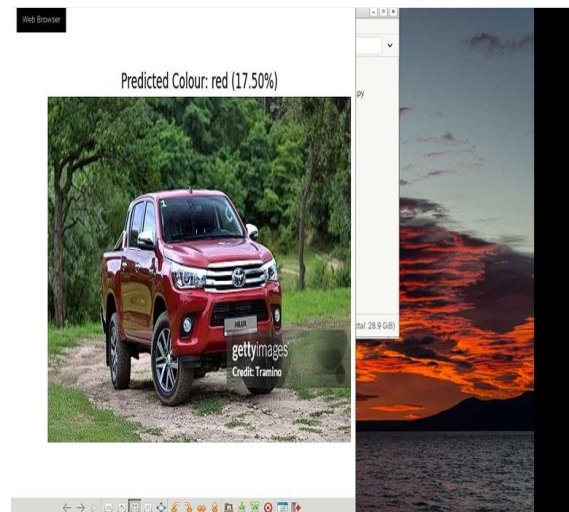 Web Browser
Predicted Colour: red (17.50%)
py
HILUX
gettyimages
Credit: Tramino
otal: 28.9 GiB)